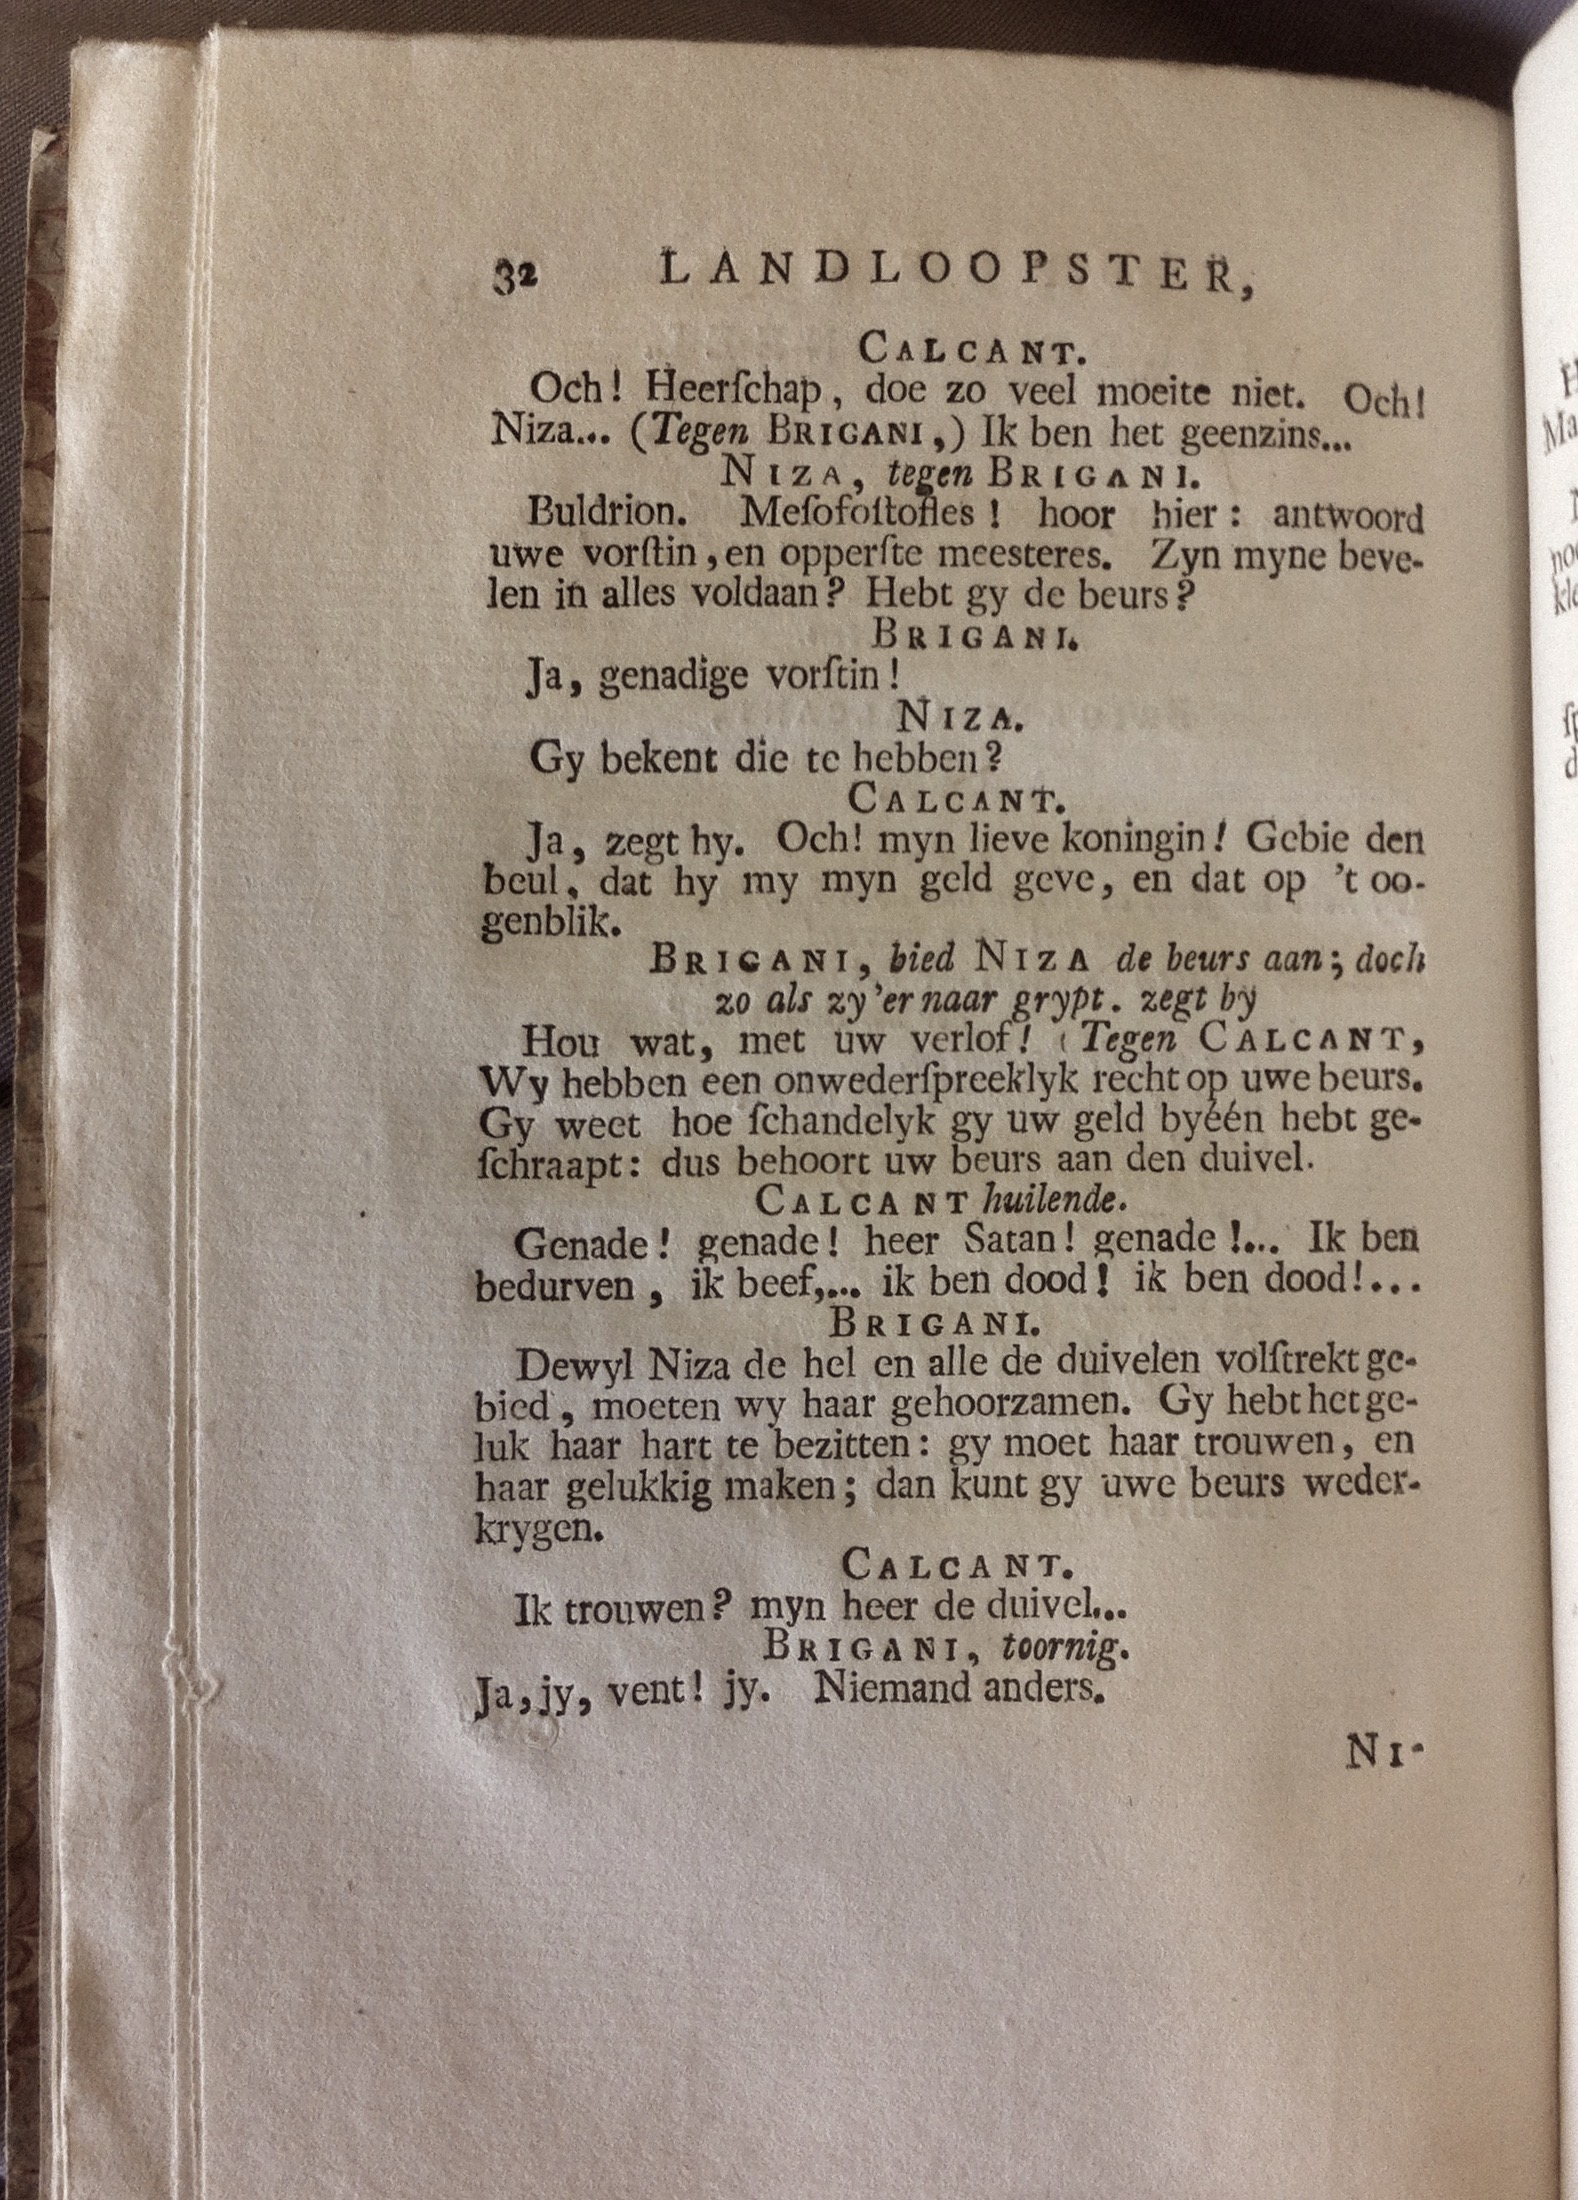 32 LANDLOOPSTER,
CALCANT.
Och! Heerſchap, doe zo veel moeite niet. Och!
Niza... (Tegen BRIGANI,) Ik ben het geenzins...
NIZA, tegen BRIGANI.
Buldrion. Meſofoſtofles! hoor hier: antwoord
uwe vorſtin, en opperſte meesteres. Zyn myne beve-
len in alles voldaan? Hebt gy de beurs?
BRIGANI.
Ja, genadige vorſtin!
NIZA.
Gy bekent die te hebben?
CALCANT.
Ja, zegt hy. Och! myn lieve koningin! Gebie den
beul, dat hy my myn geld geve, en dat op 't oo-
genblik.
BRIGANI, bied NIZA de beurs aan; doch
zo als zy 'er naar grypt. zegt hy
Hou wat, met uw verlof! (Tegen CALCANT,
Wy hebben een onwederſpreeklyk recht op uwe beurs.
Gy weet hoe ſchandelyk gy uw geld byéén hebt ge-
ſchraapt: dus behoort uw beurs aan den duivel.
CALCANT huilende.
Genade! genade! heer Satan! genade!... Ik ben
bedurven, ik beef,... ik ben dood! ik ben dood!...
BRIGANI.
Dewyl Niza de hel en alle de duivelen volſtrekt ge-
bied, moeten wy haar gehoorzamen. Gy hebt het ge-
luk haar hart te bezitten: gy moet haar trouwen, en
haar gelukkig maken; dan kunt gy uwe beurs weder-
krygen.
CALCANT.
Ik trouwen? myn heer de duivel...
BRIGANI, toornig.
Ja, jy, vent! jy. Niemand anders.
NI-